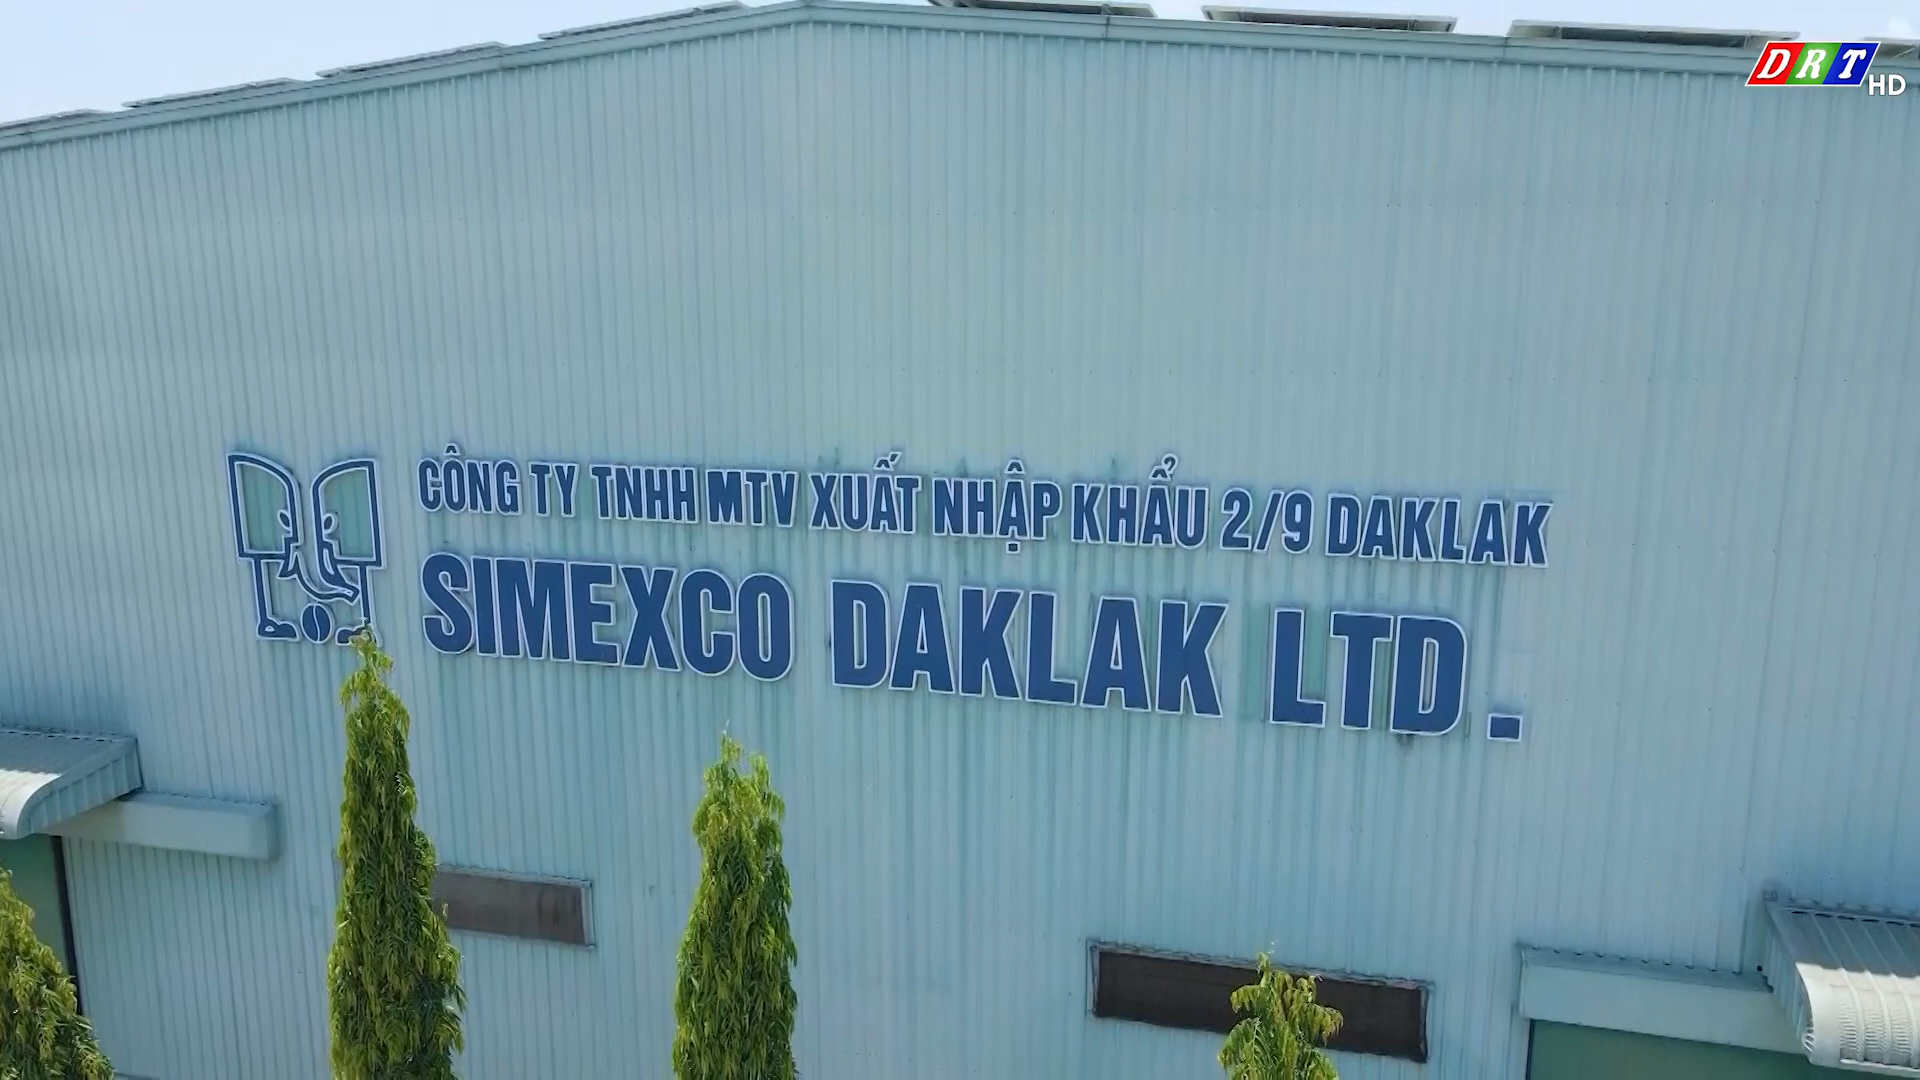 DRT
HD
CÔNG TY TNHH MTV XUẤT NHẬP KHẨU 2/9 DAKLAK
SIMEXCO DAKLAK LTD.